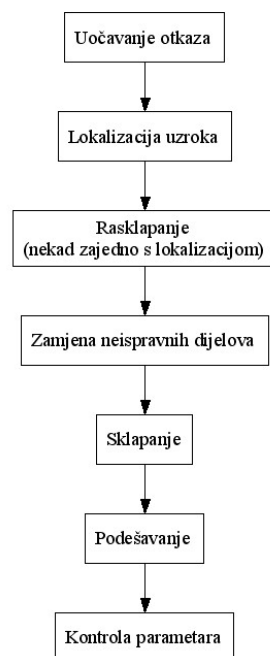 Uočavanje otkaza
Lokalizacija uzroka
Rasklapanje
(nekad zajedno s lokalizacijom)
Zamjena neispravnih dijelova
Sklapanje
Podešavanje
Kontrola parametara